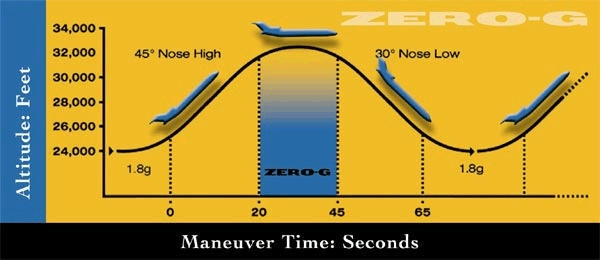 ZERO-G
34,000
32,000
30,000
28,000
26,000
24,000
Altitude: Feet
45° Nose High
30° Nose Low
1.8g
ZERO-G
1.8g
0
20
45
65
Maneuver Time: Seconds